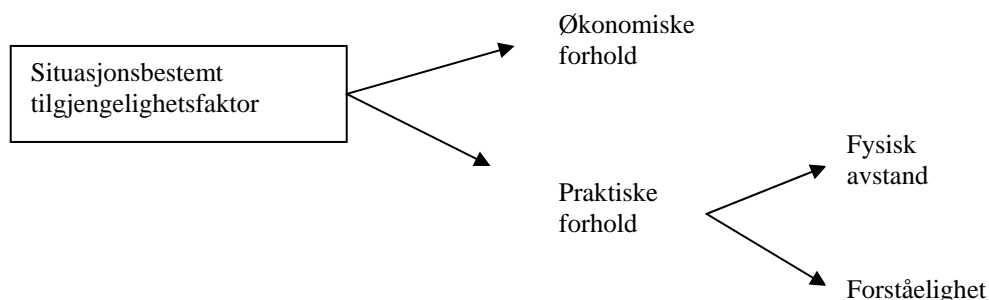 Situasjonsbestemt
tilgjengelighetsfaktor
Økonomiske
forhold
Praktiske
forhold
Fysisk
avstand
Forståelighet